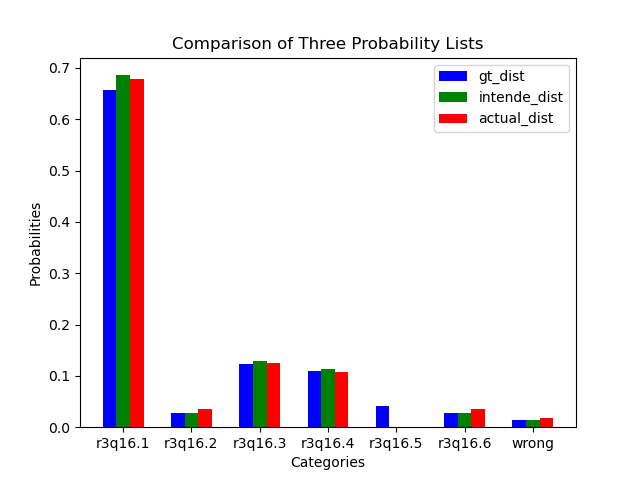 Comparison of Three Probability Lists
gt_dist
intende_dist
actual_dist
Probabilities
0.7
0.6
0.5
0.4
0.3
0.2
0.1
0.0
r3q16.1 r3q16.2 r3q16.3 r3q16.4 r3q16.5 r3q16.6 wrong
Categories